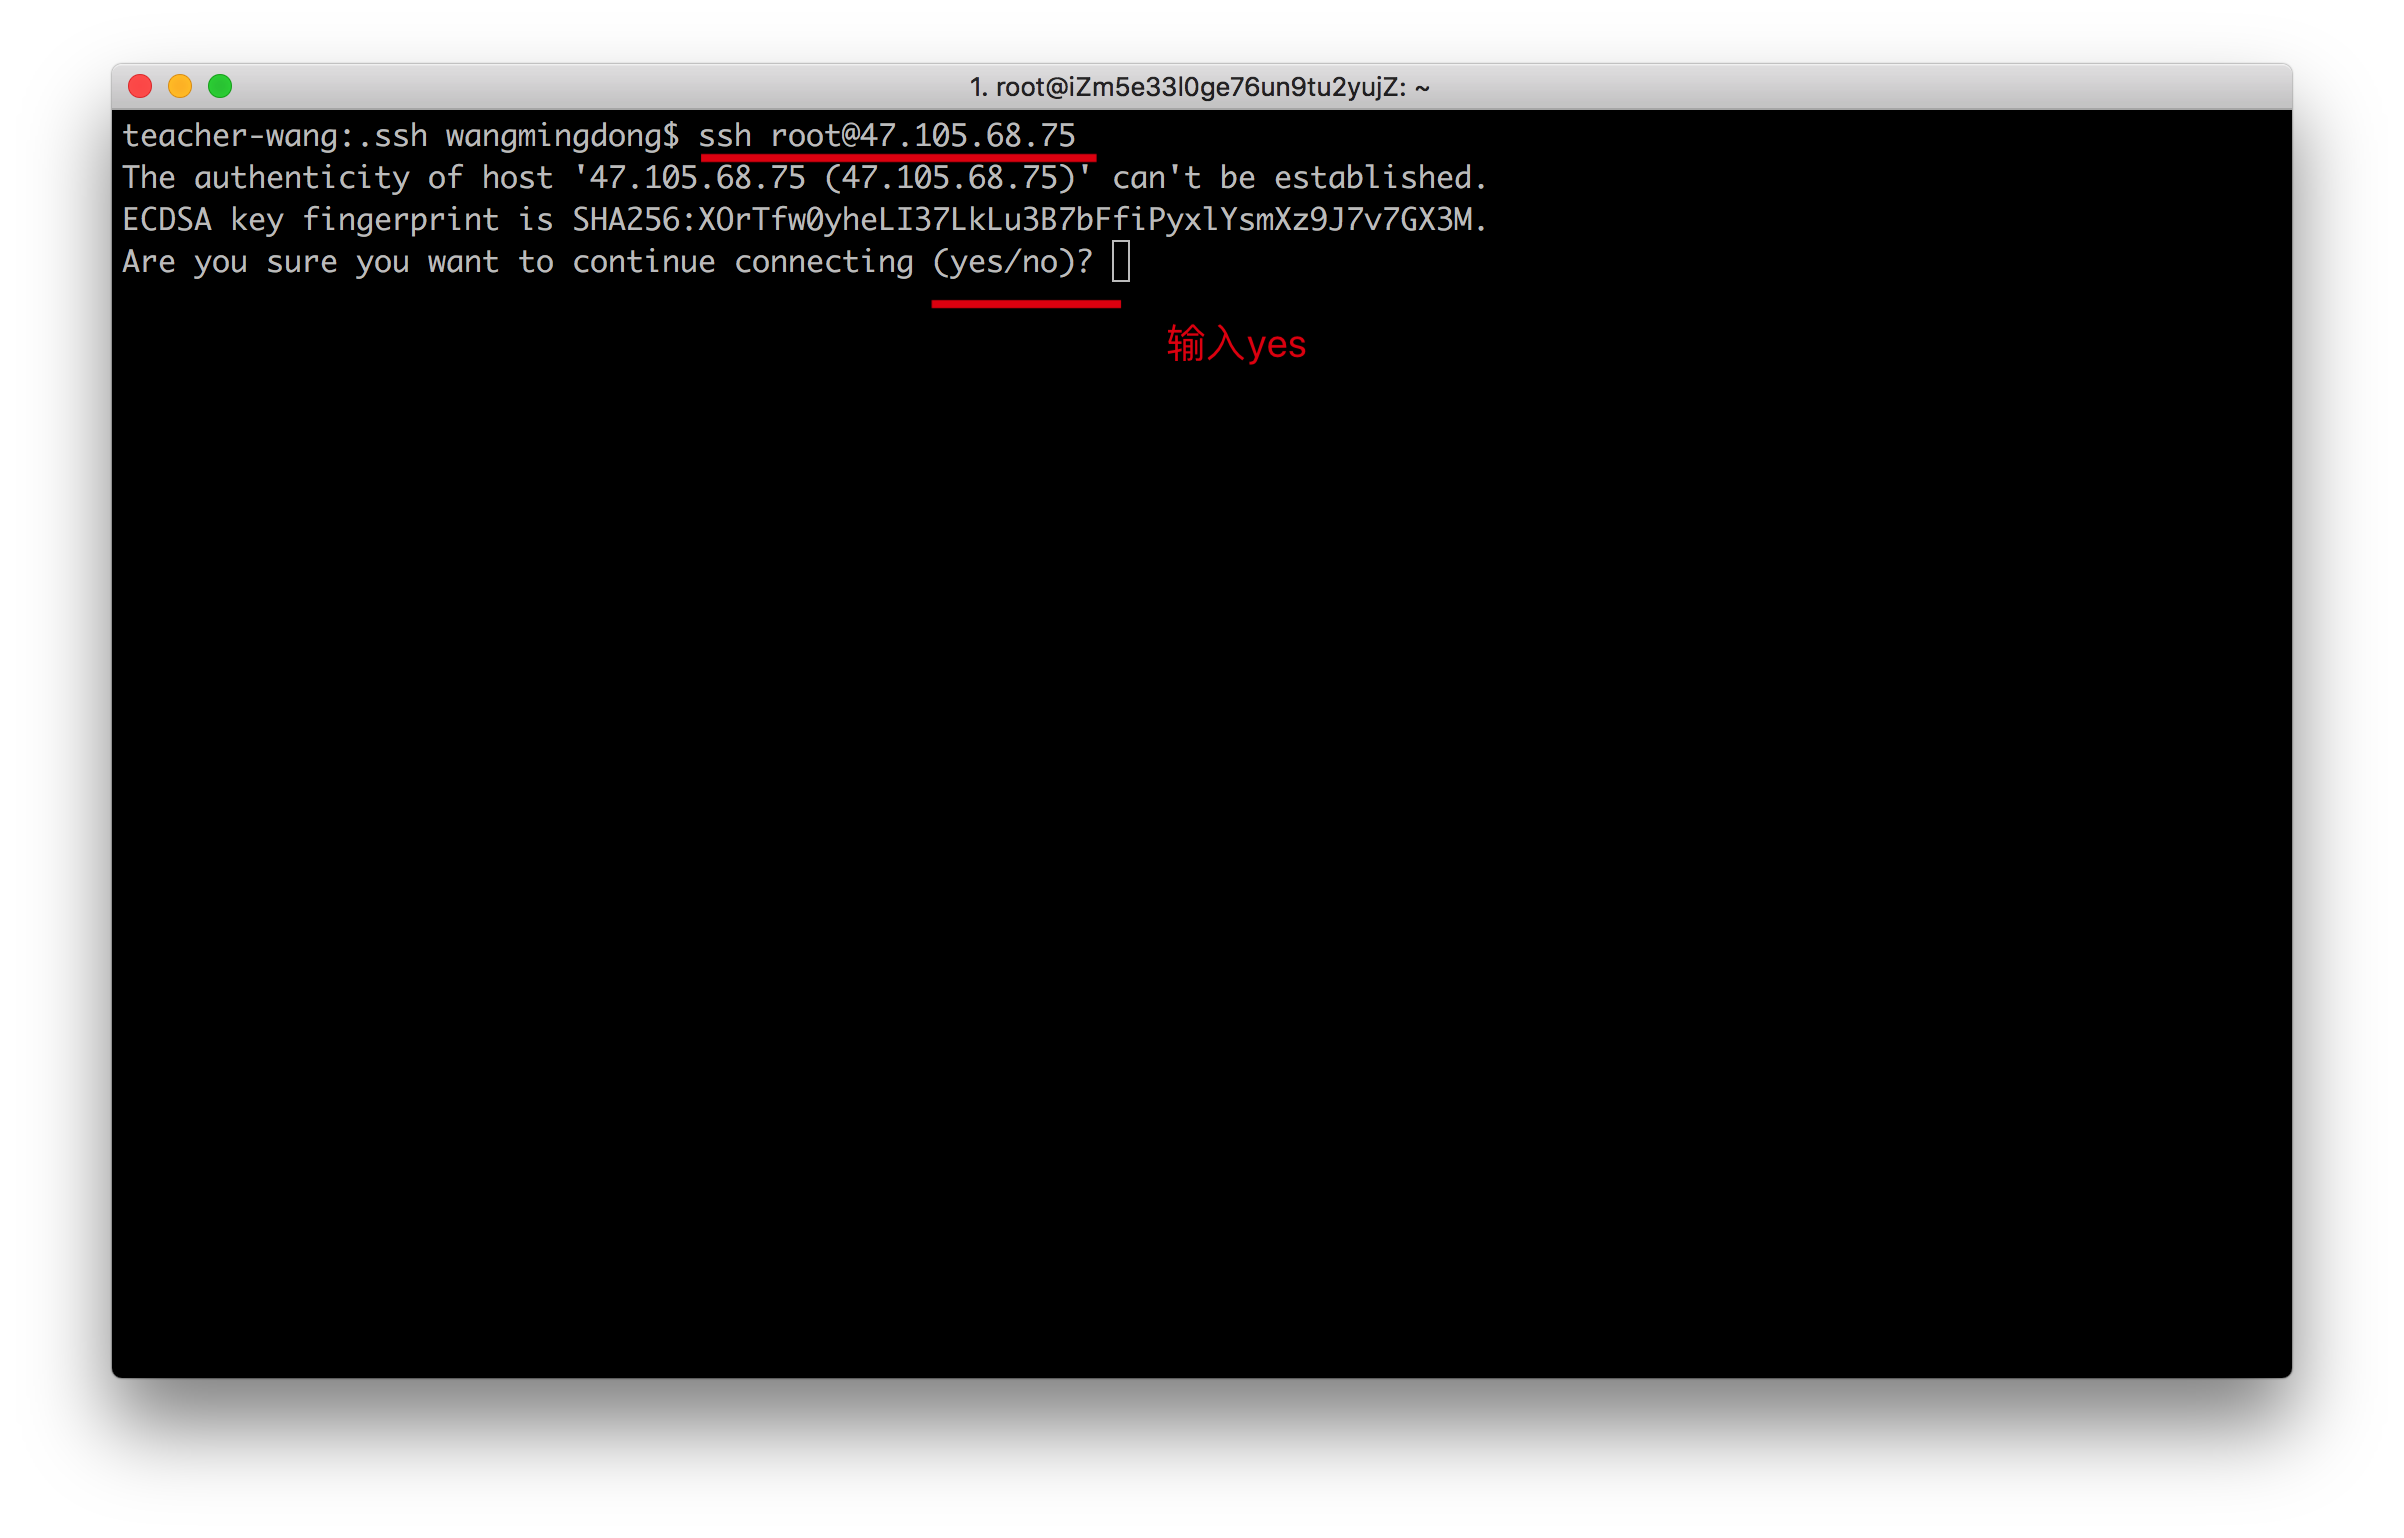 1. root@iZm5e33l0ge76un9tu2yujZ: ~
teacher-wang:.ssh wangmingdong$ ssh root@47.105.68.75
The authenticity of host '47.105.68.75 (47.105.68.75)' can't be established.
ECDSA key fingerprint is SHA256:XOrTfw0yheLI37LkLu3B7bFfiPyxlYsmXz9J7v7GX3M.
Are you sure you want to continue connecting (yes/no)?
输入yes